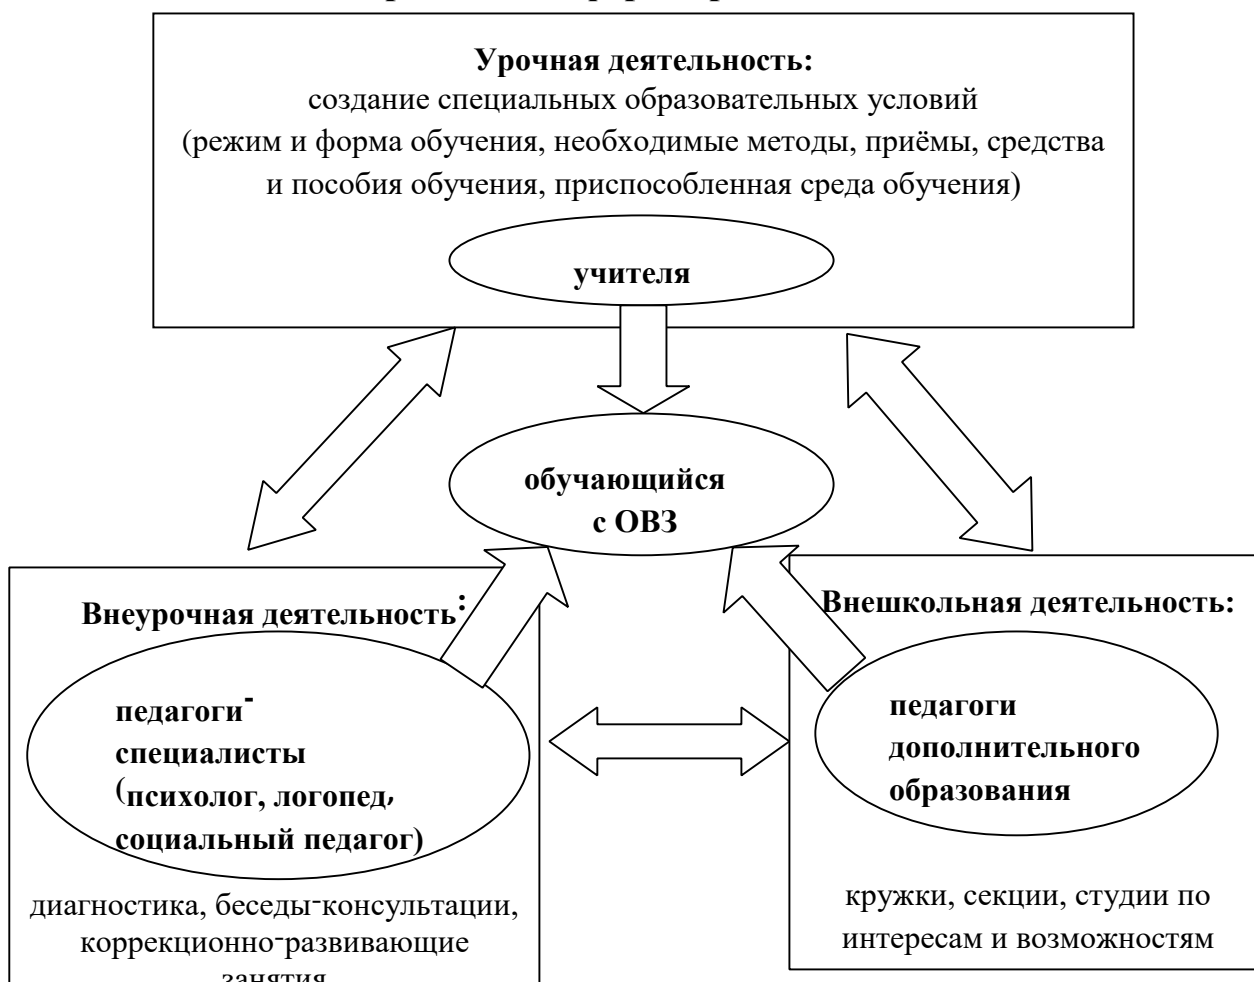 Урочная деятельность:
создание специальных образовательных условий
(режим и форма обучения, необходимые методы, приёмы, средства
и пособия обучения, приспособленная среда обучения)
учителя
обучающийся
с ОВЗ
Внеурочная деятельность:
педагоги-
специалисты
(психолог, логопед,
социальный педагог)
диагностика, беседы-консультации,
коррекционно-развивающие
занятия
Внешкольная деятельность:
педагоги
дополнительного
образования
кружки, секции, студии по
интересам и возможностям